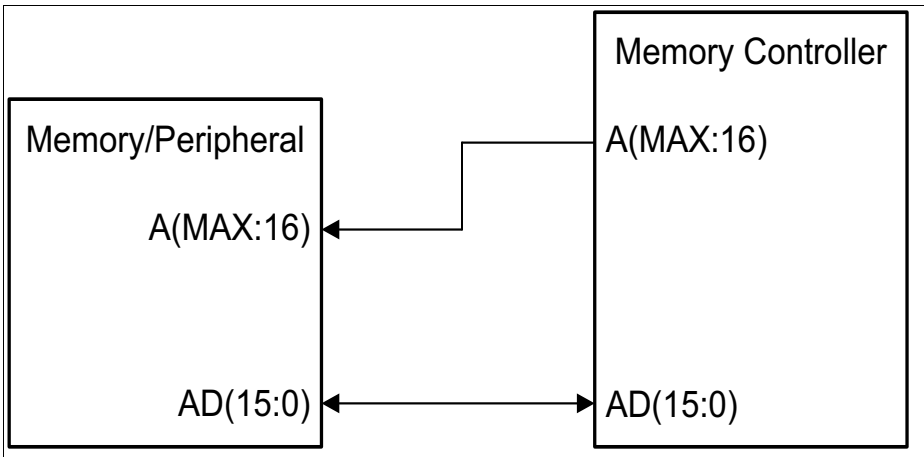 Memory Controller
Memory/Peripheral
A(MAX:16)
A(MAX:16)
AD(15:0)
AD(15:0)